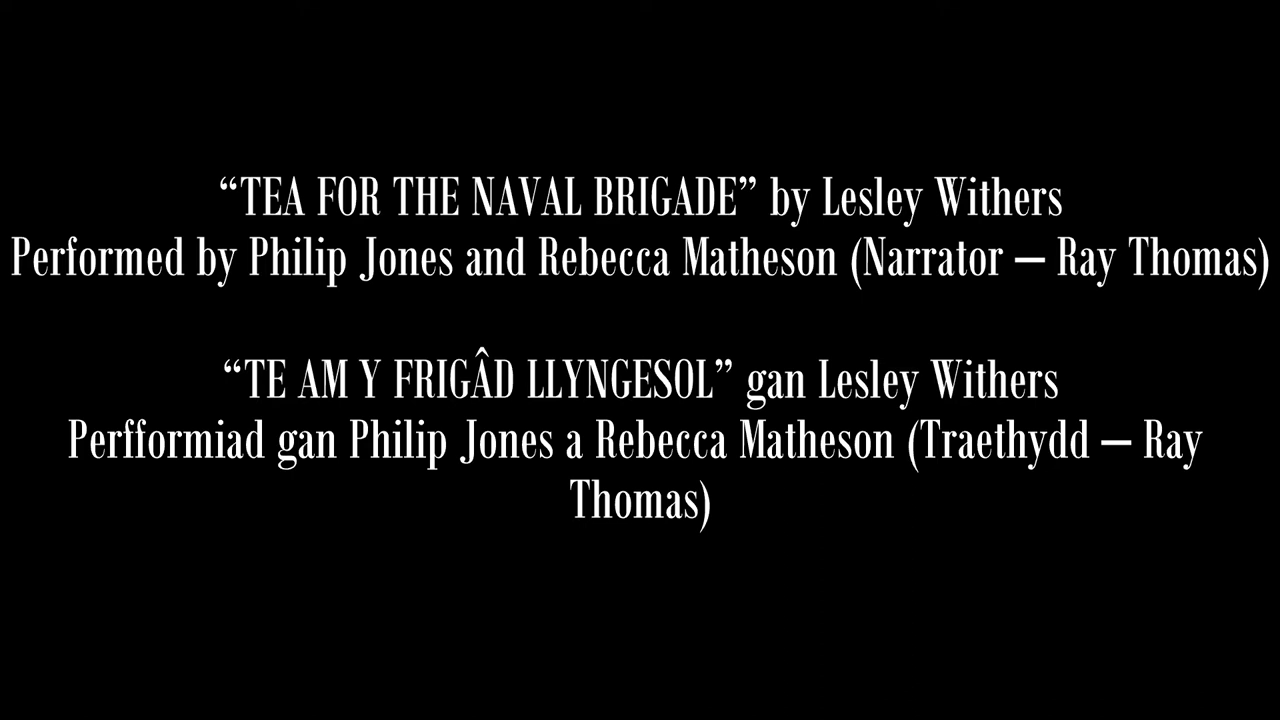 “TEA FOR THE NAVAL BRIGADE” by Lesley Withers
Performed by Philip Jones and Rebecca Matheson (Narrator – Ray Thomas)
“TE AM Y FRIGÂD LLYNGESOL” gan Lesley Withers
Perfformiad gan Philip Jones a Rebecca Matheson (Traethydd – Ray
Thomas)